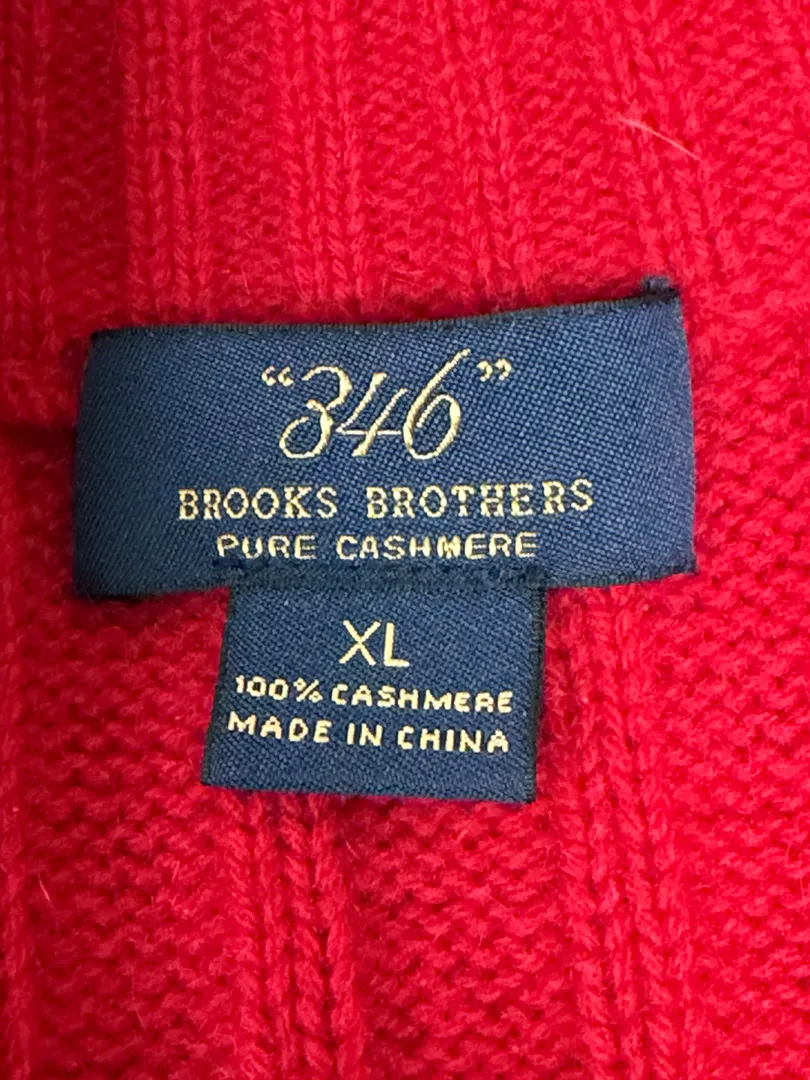 “346”
BROOKS BROTHERS
PURE CASHMERE
XL
100% CASHMERE
MADE IN CHINA